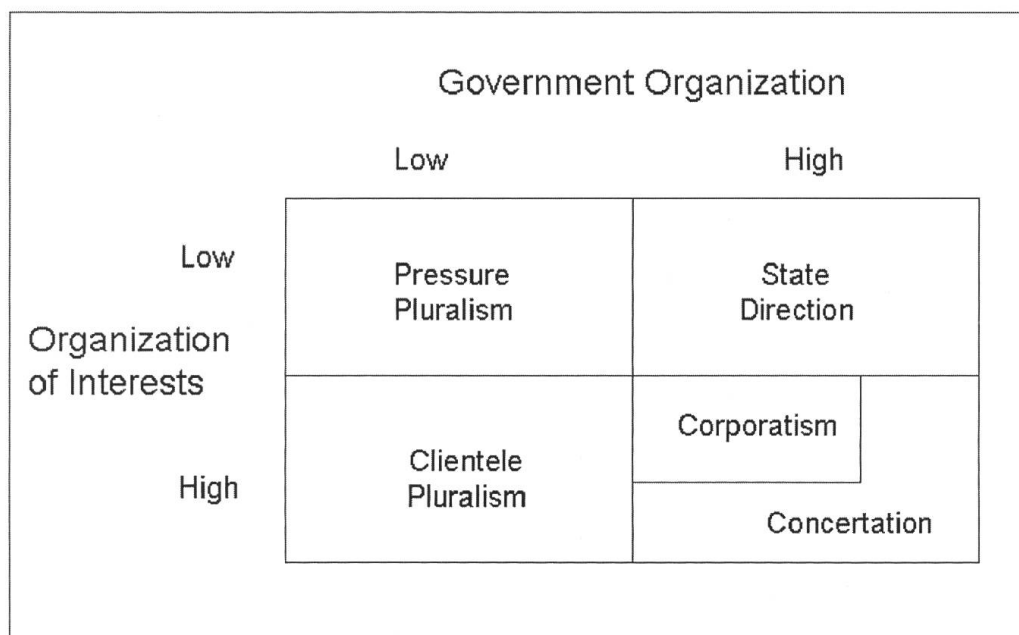 Government Organization
Low
High
Low
Pressure
Pluralism
State
Direction
Organization
of Interests
High
Clientele
Pluralism
Corporatism
Concertation